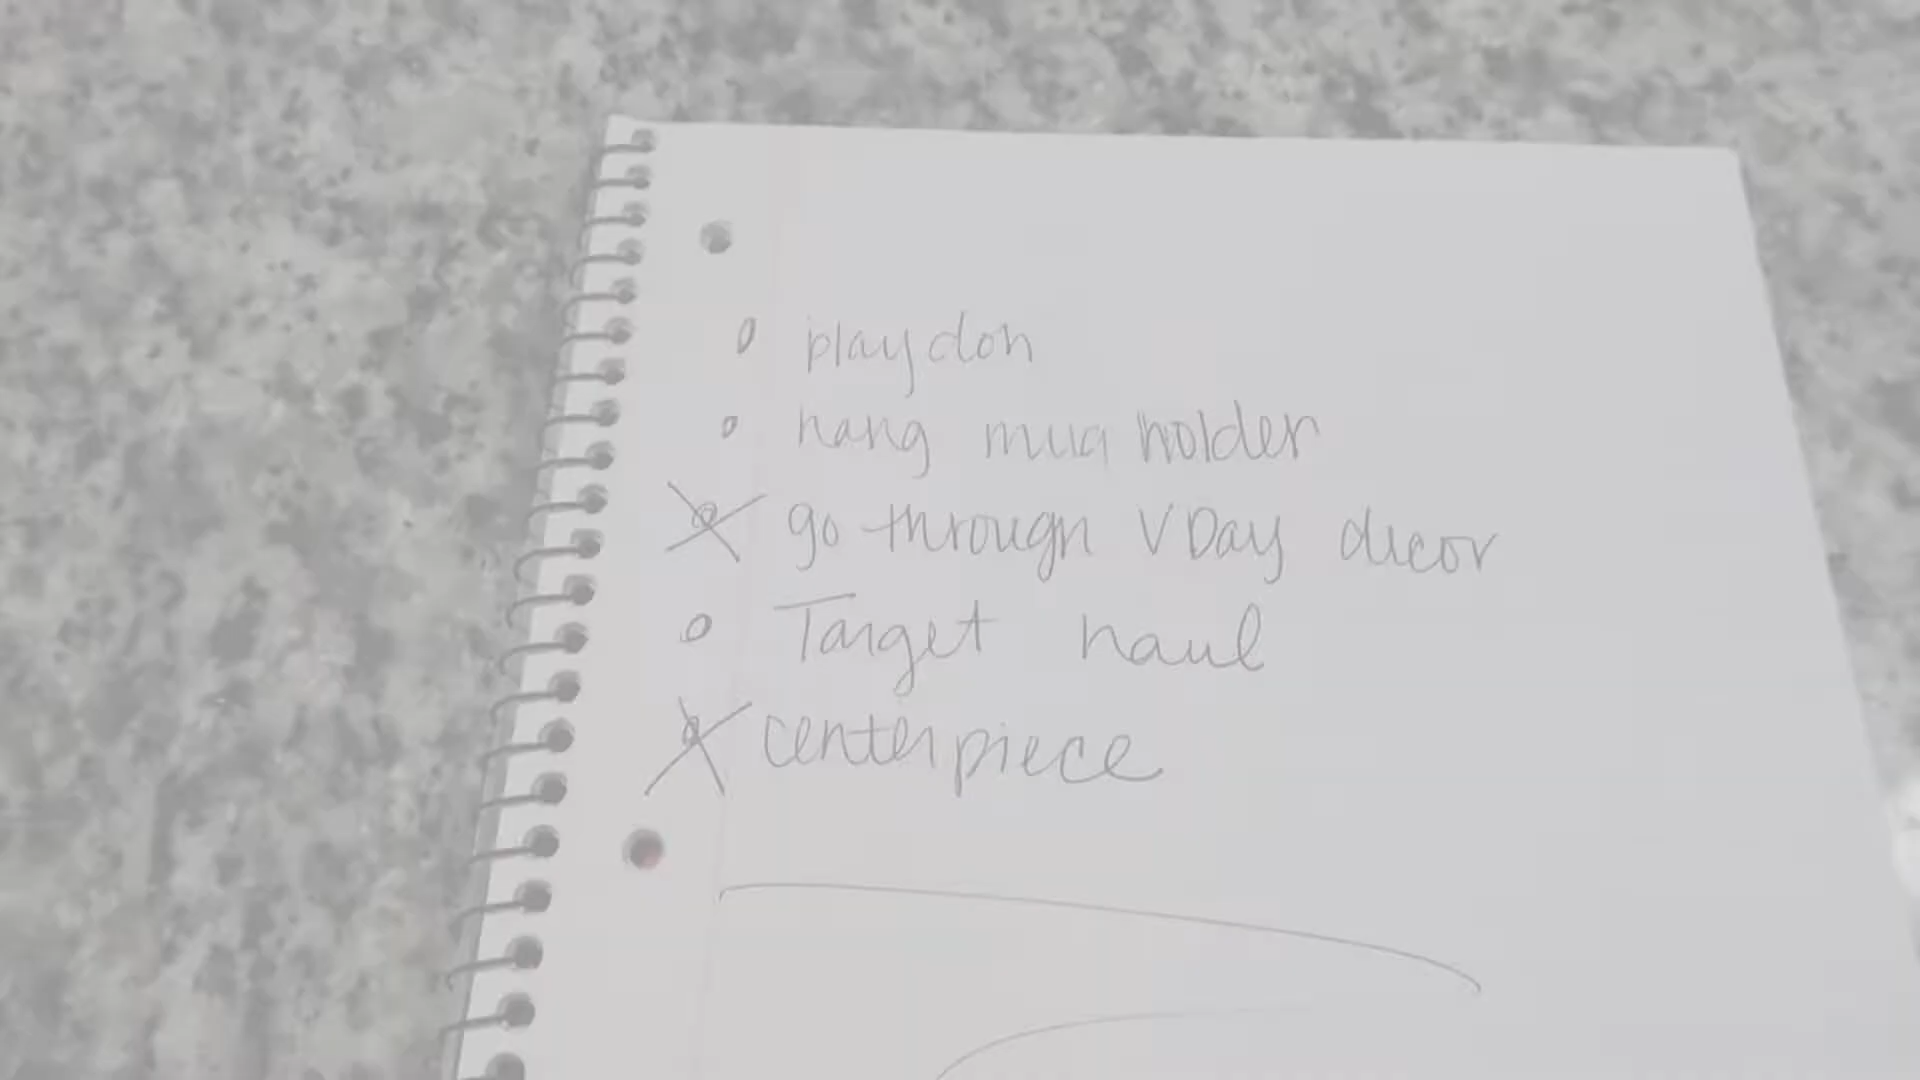 playdoh
hang mug holder
go through VDay decor
Target haul
centerpiece